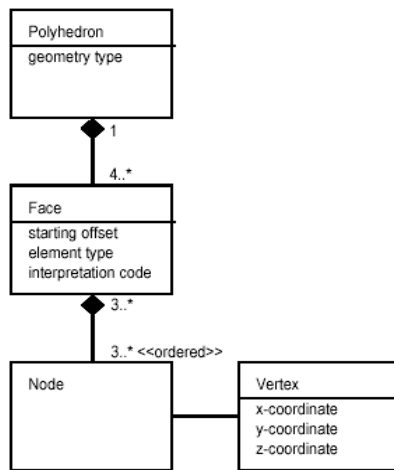 Polyhedron
geometry type
1
4..*
Face
starting offset
element type
interpretation code
3..*
3..* <<ordered>>
Node
Vertex
x-coordinate
y-coordinate
z-coordinate